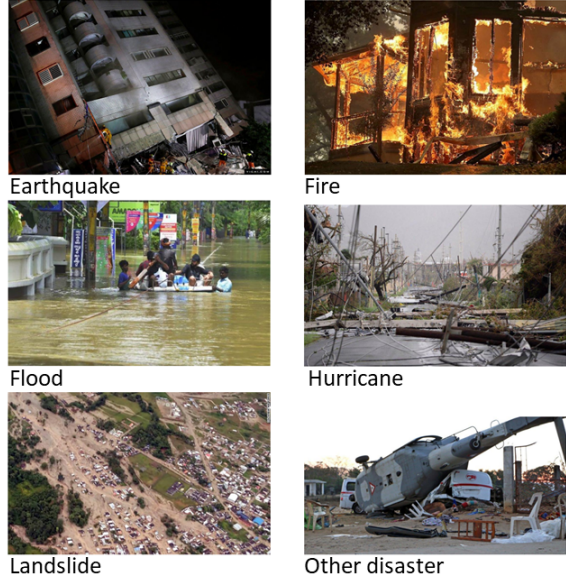 Earthquake
Fire
Flood
Hurricane
Landslide
Other disaster